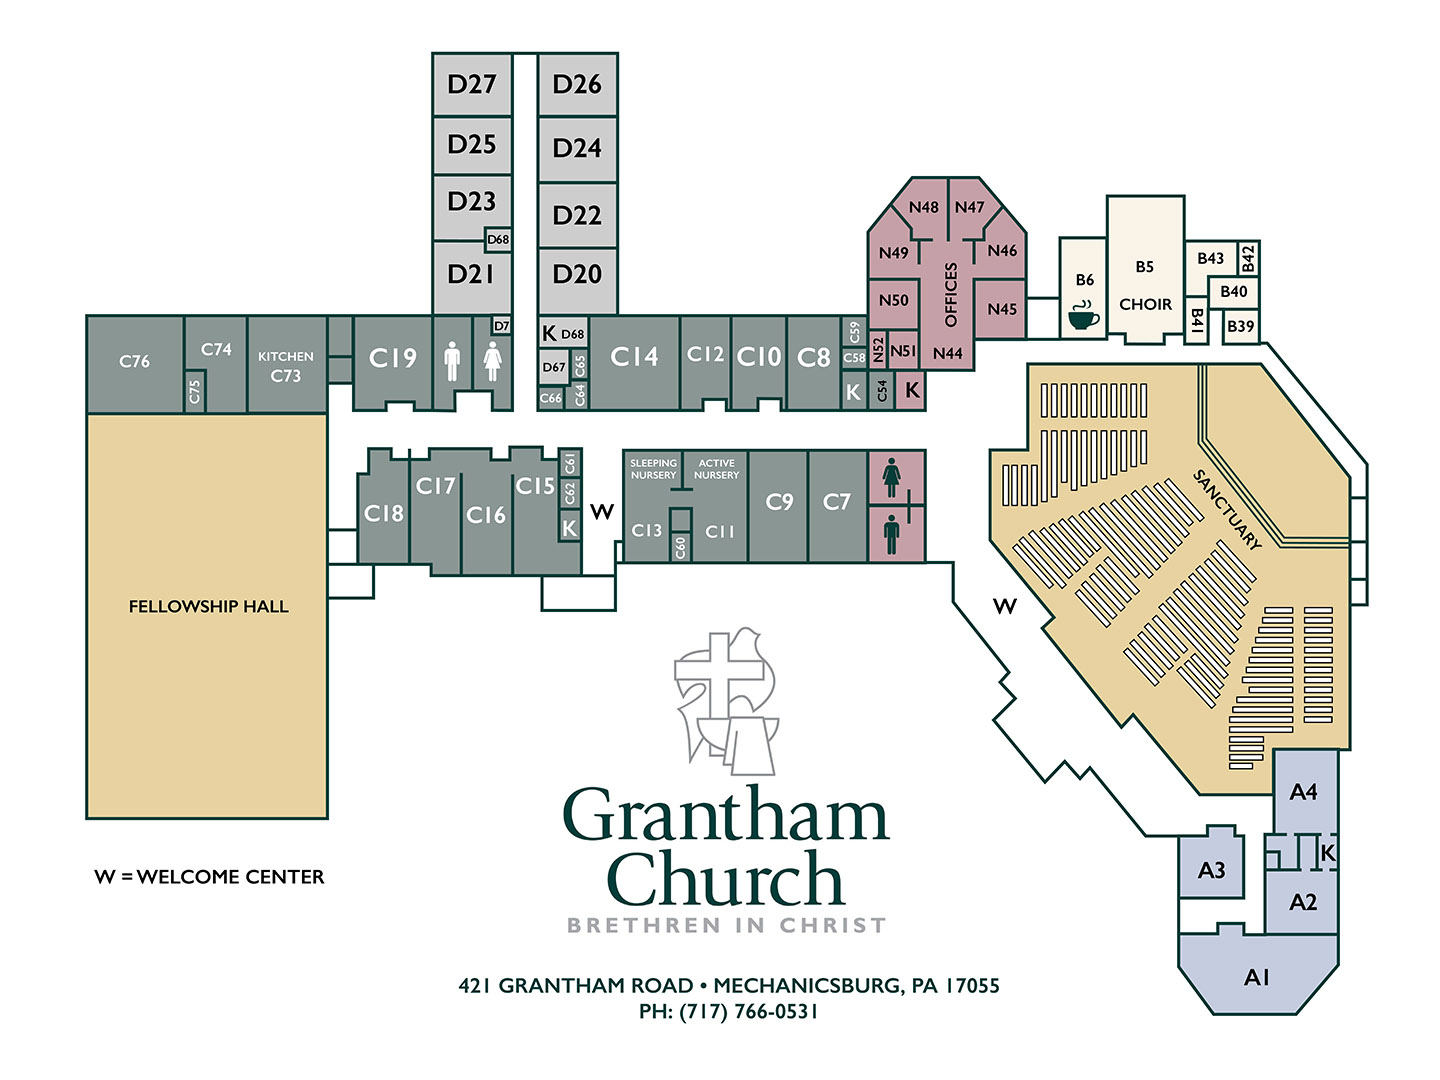 D27
D26
D25
D24
D23
D22
D68
D21
D20
N48
N47
N49
N46
OFFICES
N50
N45
N52
N51
N44
B6
B5
CHOIR
B43
B42
B40
B41
B39
C76
C74
C75
KITCHEN
C73
C19
D7
K
D68
D67
C65
C66
C64
C14
C12
C10
C8
C59
C58
K
C54
K
C18
C17
C16
C15
C61
C62
K
W
SLEEPING
NURSERY
ACTIVE
NURSERY
C13
C60
C11
C9
C7
SANCTUARY
FELLOWSHIP HALL
W
A4
K
A3
A2
A1
W = WELCOME CENTER
Grantham
Church
BRETHREN IN CHRIST
421 GRANTHAM ROAD • MECHANICSBURG, PA 17055
PH: (717) 766-0531